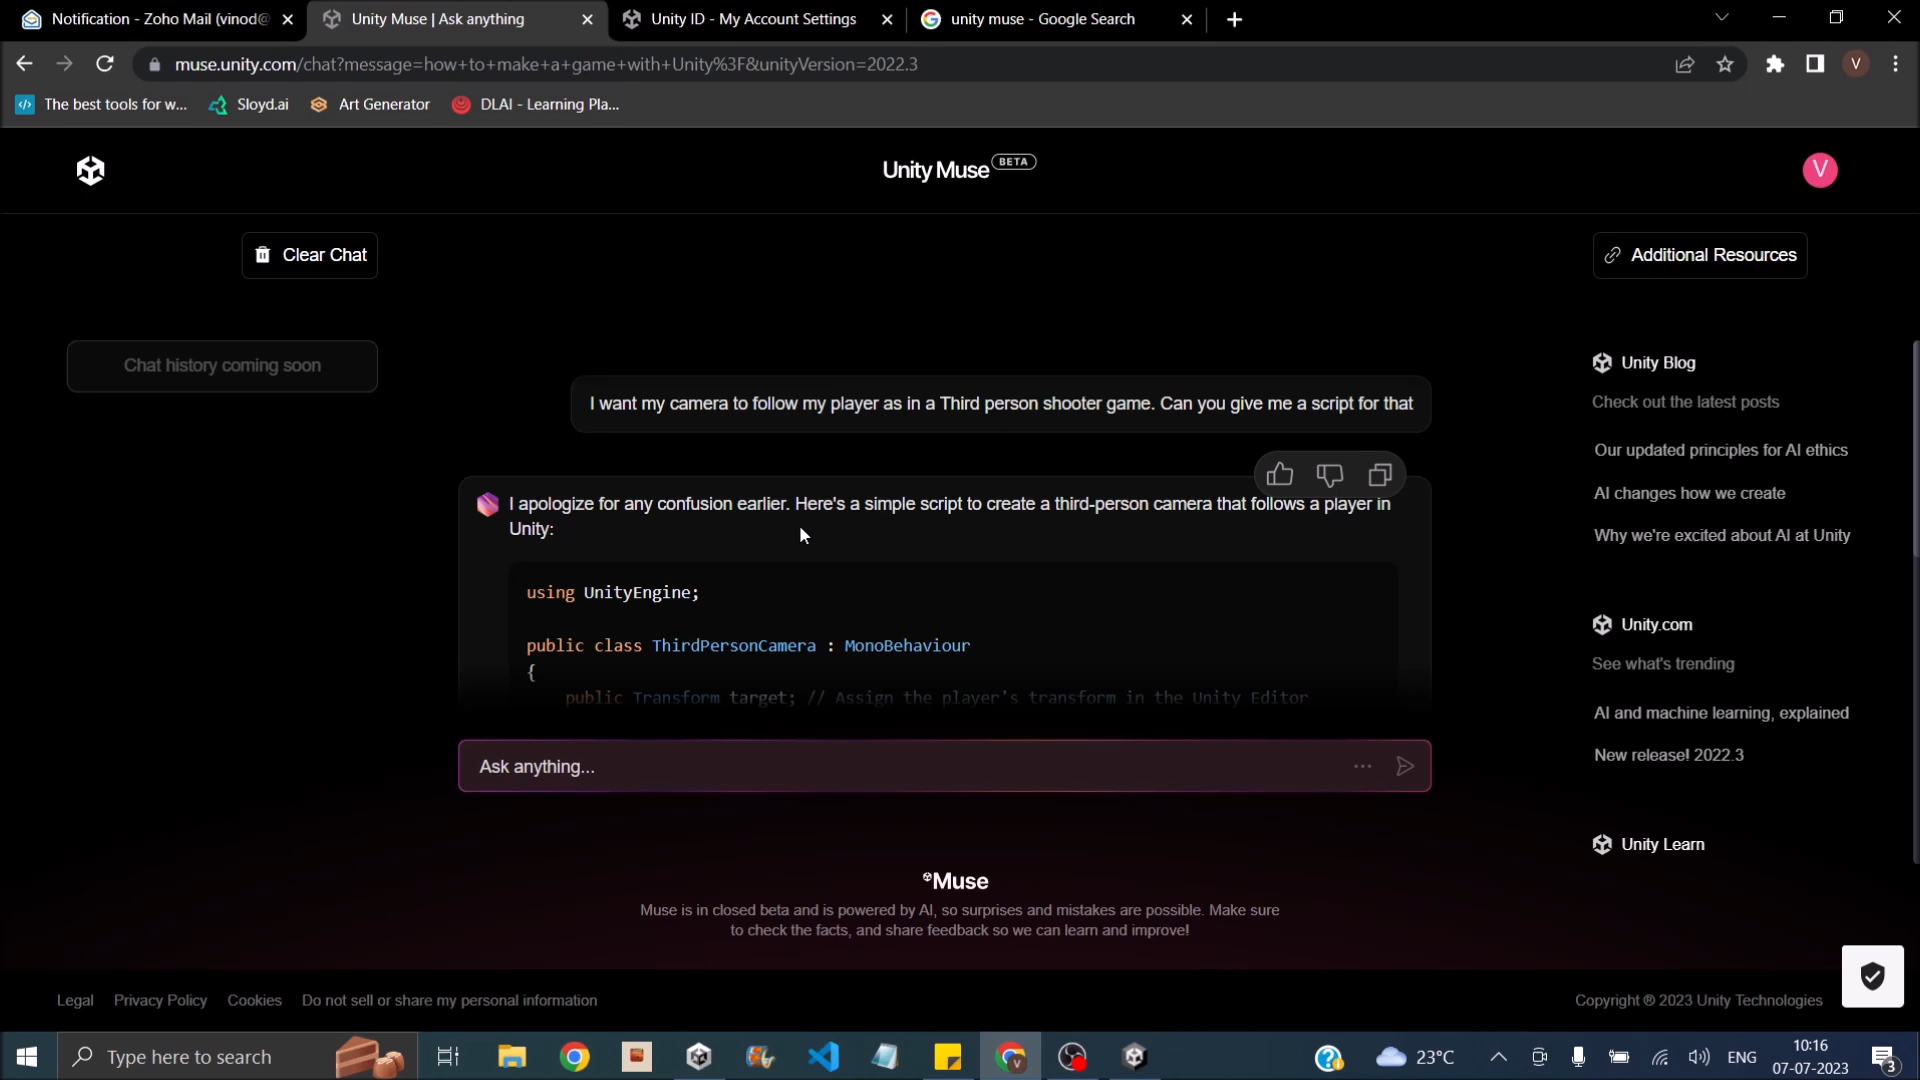 Notification - Zoho Mail (vinod@
Unity Muse | Ask anything
Unity ID - My Account Settings
unity muse - Google Search
muse.unity.com/chat?message=how+to+make+a+game+with+Unity%3F&unityVersion=2022.3
V
The best tools for w...
Sloyd.ai
Art Generator
DLAI - Learning Pla...
Unity Muse BETA
V
Clear Chat
Additional Resources
Chat history coming soon
I want my camera to follow my player as in a Third person shooter game. Can you give me a script for that
I apologize for any confusion earlier. Here's a simple script to create a third-person camera that follows a player in
Unity:
using UnityEngine;
public class ThirdPersonCamera : MonoBehaviour
{
public Transform target; // Assign the player's transform in the Unity Editor
Ask anything...
Unity Blog
Check out the latest posts
Our updated principles for AI ethics
AI changes how we create
Why we're excited about AI at Unity
Unity.com
See what's trending
AI and machine learning, explained
New release! 2022.3
Unity Learn
Muse
Muse is in closed beta and is powered by AI, so surprises and mistakes are possible. Make sure
to check the facts, and share feedback so we can learn and improve!
Legal
Privacy Policy
Cookies
Do not sell or share my personal information
Copyright ® 2023 Unity Technologies
Type here to search
23°C
ENG
10:16
07-07-2023
3